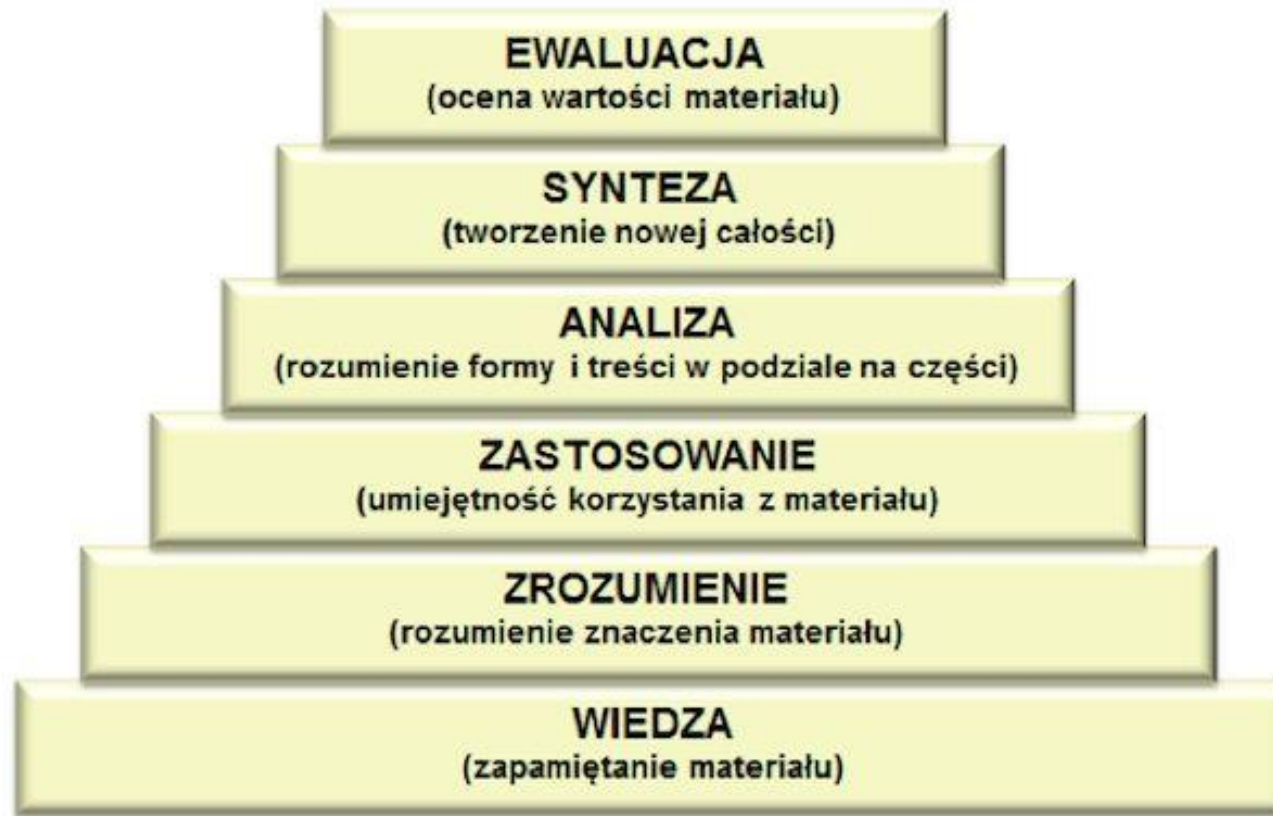 EWALUACJA
(ocena wartości materiału)
SYNTEZA
(tworzenie nowej całości)
ANALIZA
(rozumienie formy i treści w podziale na części)
ZASTOSOWANIE
(umiejętność korzystania z materiału)
ZROZUMIENIE
(rozumienie znaczenia materiału)
WIEDZA
(zapamiętanie materiału)